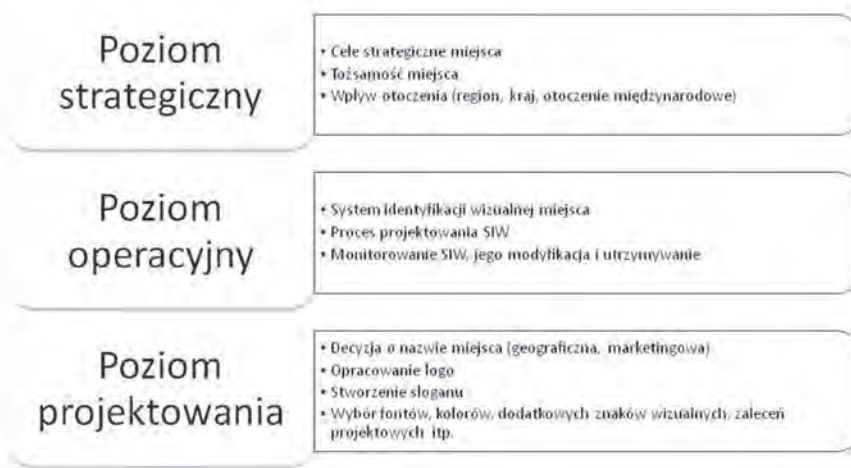 Poziom
strategiczny
• Cele strategiczne miejsca
• Tożsamość miejsca
• Wpływ otoczenia (region, kraj, otoczenie międzynarodowe)
Poziom
operacyjny
• System identyfikacji wizualnej miejsca
• Proces projektowania SIW
• Monitorowanie SIW, jego modyfikacja i utrzymywanie
Poziom
projektowania
• Decyzja o nazwie miejsca (geograficzna, marketingowa)
• Opracowanie logo
• Stworzenie sloganu
• Wybór fontów, kolorów, dodatkowych znaków wizualnych, zaleceń
projektowych itp.